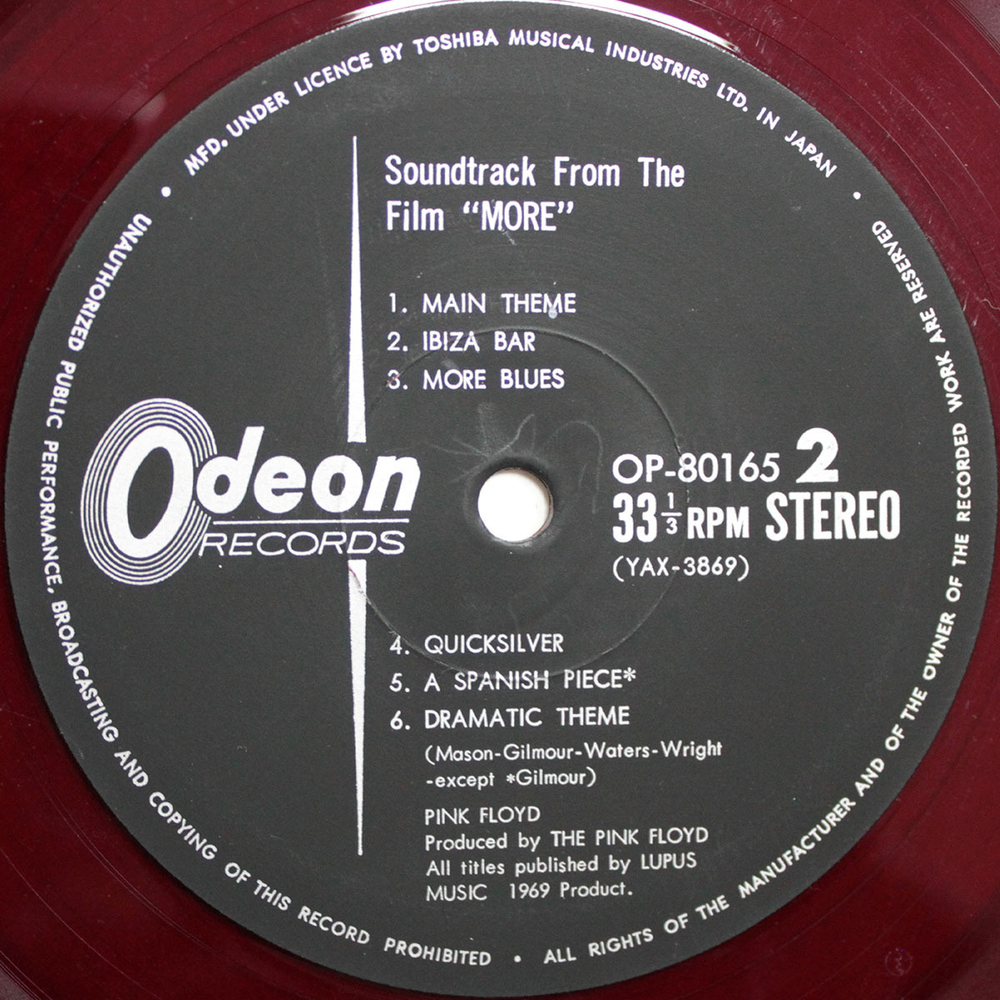 MFD. UNDER LICENCE BY TOSHIBA MUSICAL INDUSTRIES LTD. IN JAPAN •
Soundtrack From The
Film “MORE”
1. MAIN THEME
2. IBIZA BAR
3. MORE BLUES
Odeon
RECORDS
OP-80165 2
33 1/3 RPM STEREO
(YAX-3869)
4. QUICKSILVER
5. A SPANISH PIECE*
6. DRAMATIC THEME
(Mason-Gilmour-Waters-Wright
-except *Gilmour)
PINK FLOYD
Produced by THE PINK FLOYD
All titles published by LUPUS
MUSIC 1969 Product.
• UNAUTHORIZED PUBLIC PERFORMANCE, BROADCASTING AND COPYING OF THIS RECORD PROHIBITED • ALL RIGHTS OF THE MANUFACTURER AND OF THE OWNER OF THE RECORDED WORK ARE RESERVED